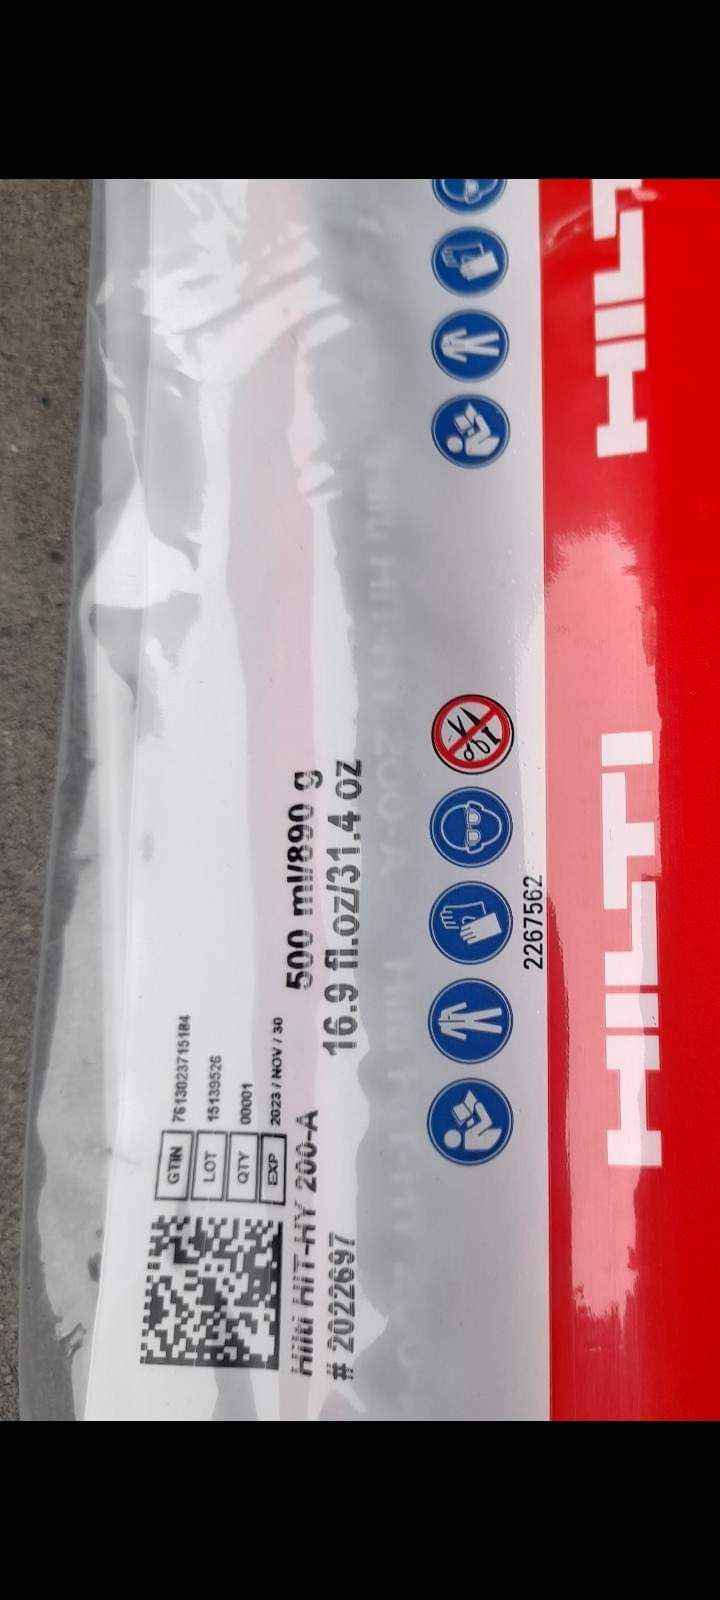 GTIN 7613023715184
LOT 15139526
QTY 00001
EXP 2023 / NOV / 30
Hilti HIT-HY 200-A 500 ml/890 g
# 2022697 16.9 fl.oz/31.4 oz
2267562
HILTI
HILT